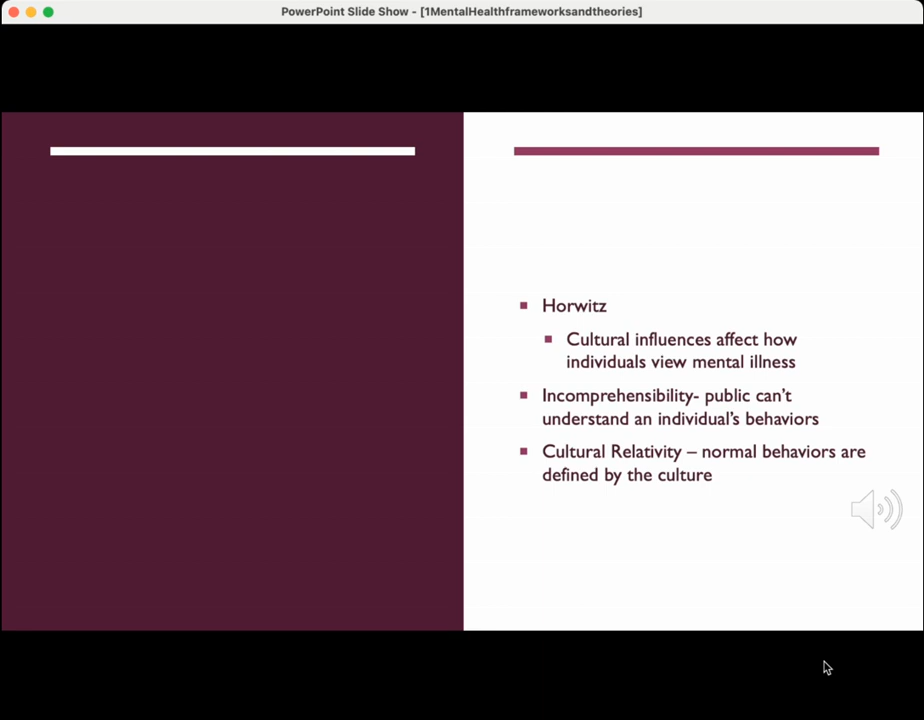 PowerPoint Slide Show - [1MentalHealthframeworksandtheories]
Horwitz
Cultural influences affect how
individuals view mental illness
Incomprehensibility- public can't
understand an individual's behaviors
Cultural Relativity – normal behaviors are
defined by the culture